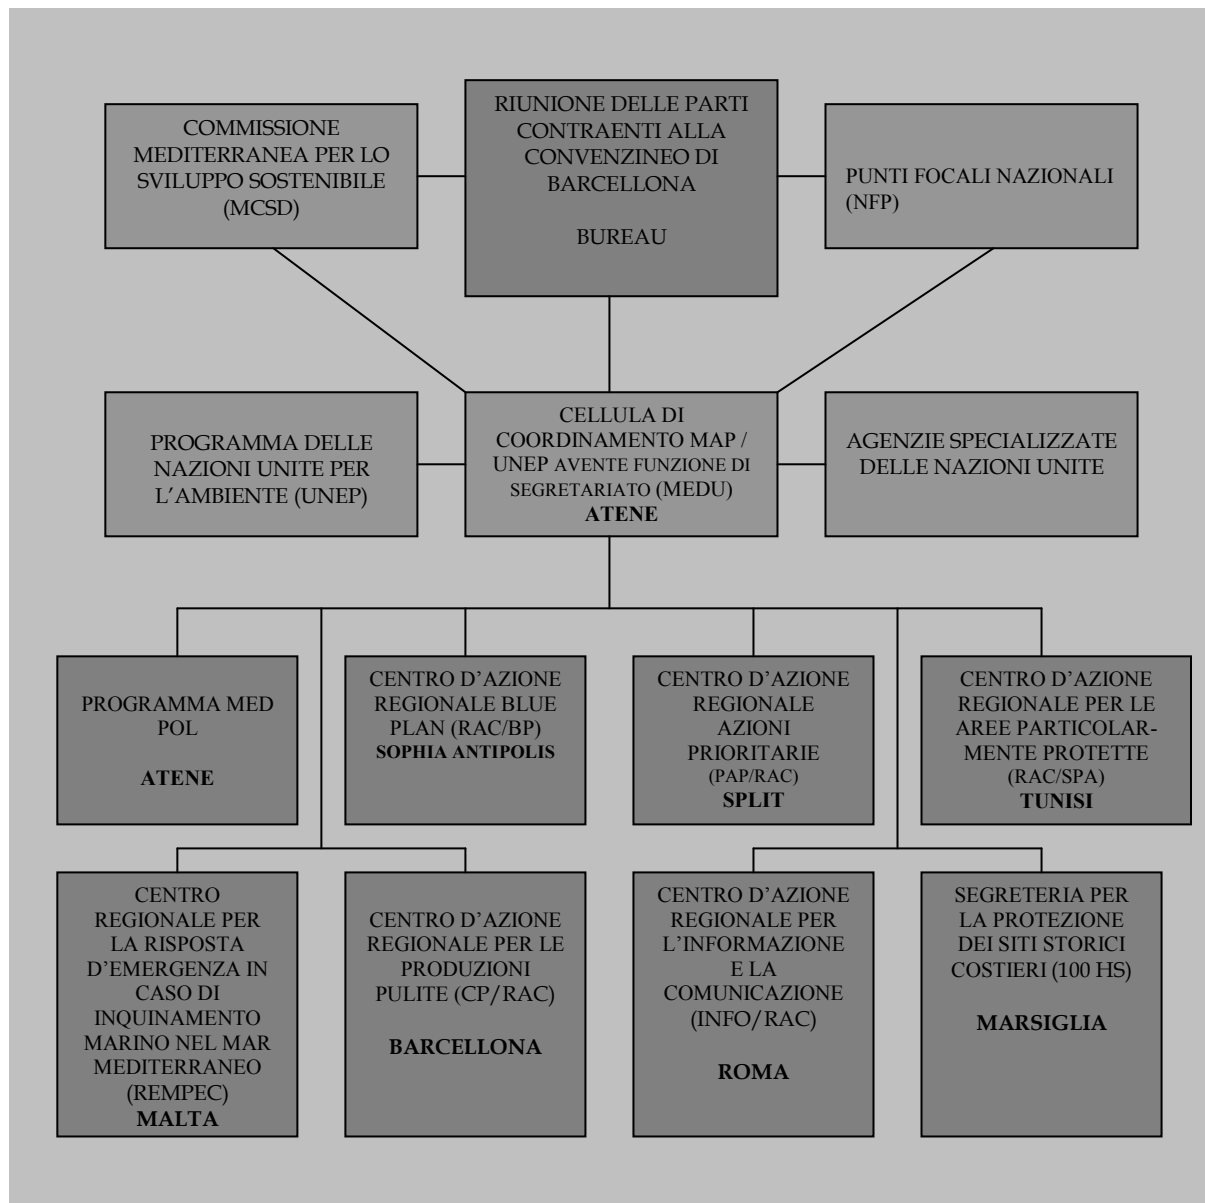 COMMISSIONE
MEDITERRANEA PER LO
SVILUPPO SOSTENIBILE
(MCSD)
RIUNIONE DELLE PARTI
CONTRAENTI ALLA
CONVENZINEO DI
BARCELLONA
BUREAU
PUNTI FOCALI NAZIONALI
(NFP)
PROGRAMMA DELLE
NAZIONI UNITE PER
L'AMBIENTE (UNEP)
CELLULA DI
COORDINAMENTO MAP /
UNEP AVENTE FUNZIONE DI
SEGRETARIATO (MEDU)
ATENE
AGENZIE SPECIALIZZATE
DELLE NAZIONI UNITE
PROGRAMMA MED
POL
ATENE
CENTRO D'AZIONE
REGIONALE BLUE
PLAN (RAC/BP)
SOPHIA ANTIPOLIS
CENTRO D'AZIONE
REGIONALE
AZIONI
PRIORITARIE
(PAP/RAC)
SPLIT
CENTRO D'AZIONE
REGIONALE PER LE
AREE PARTICOLAR-
MENTE PROTETTE
(RAC/SPA)
TUNISI
CENTRO
REGIONALE PER
LA RISPOSTA
D'EMERGENZA IN
CASO DI
INQUINAMENTO
MARINO NEL MAR
MEDITERRANEO
(REMPEC)
MALTA
CENTRO D'AZIONE
REGIONALE PER LE
PRODUZIONI
PULITE (CP/RAC)
BARCELLONA
CENTRO D'AZIONE
REGIONALE PER
L'INFORMAZIONE
E LA
COMUNICAZIONE
(INFO/RAC)
ROMA
SEGRETERIA PER
LA PROTEZIONE
DEI SITI STORICI
COSTIERI (100 HS)
MARSIGLIA